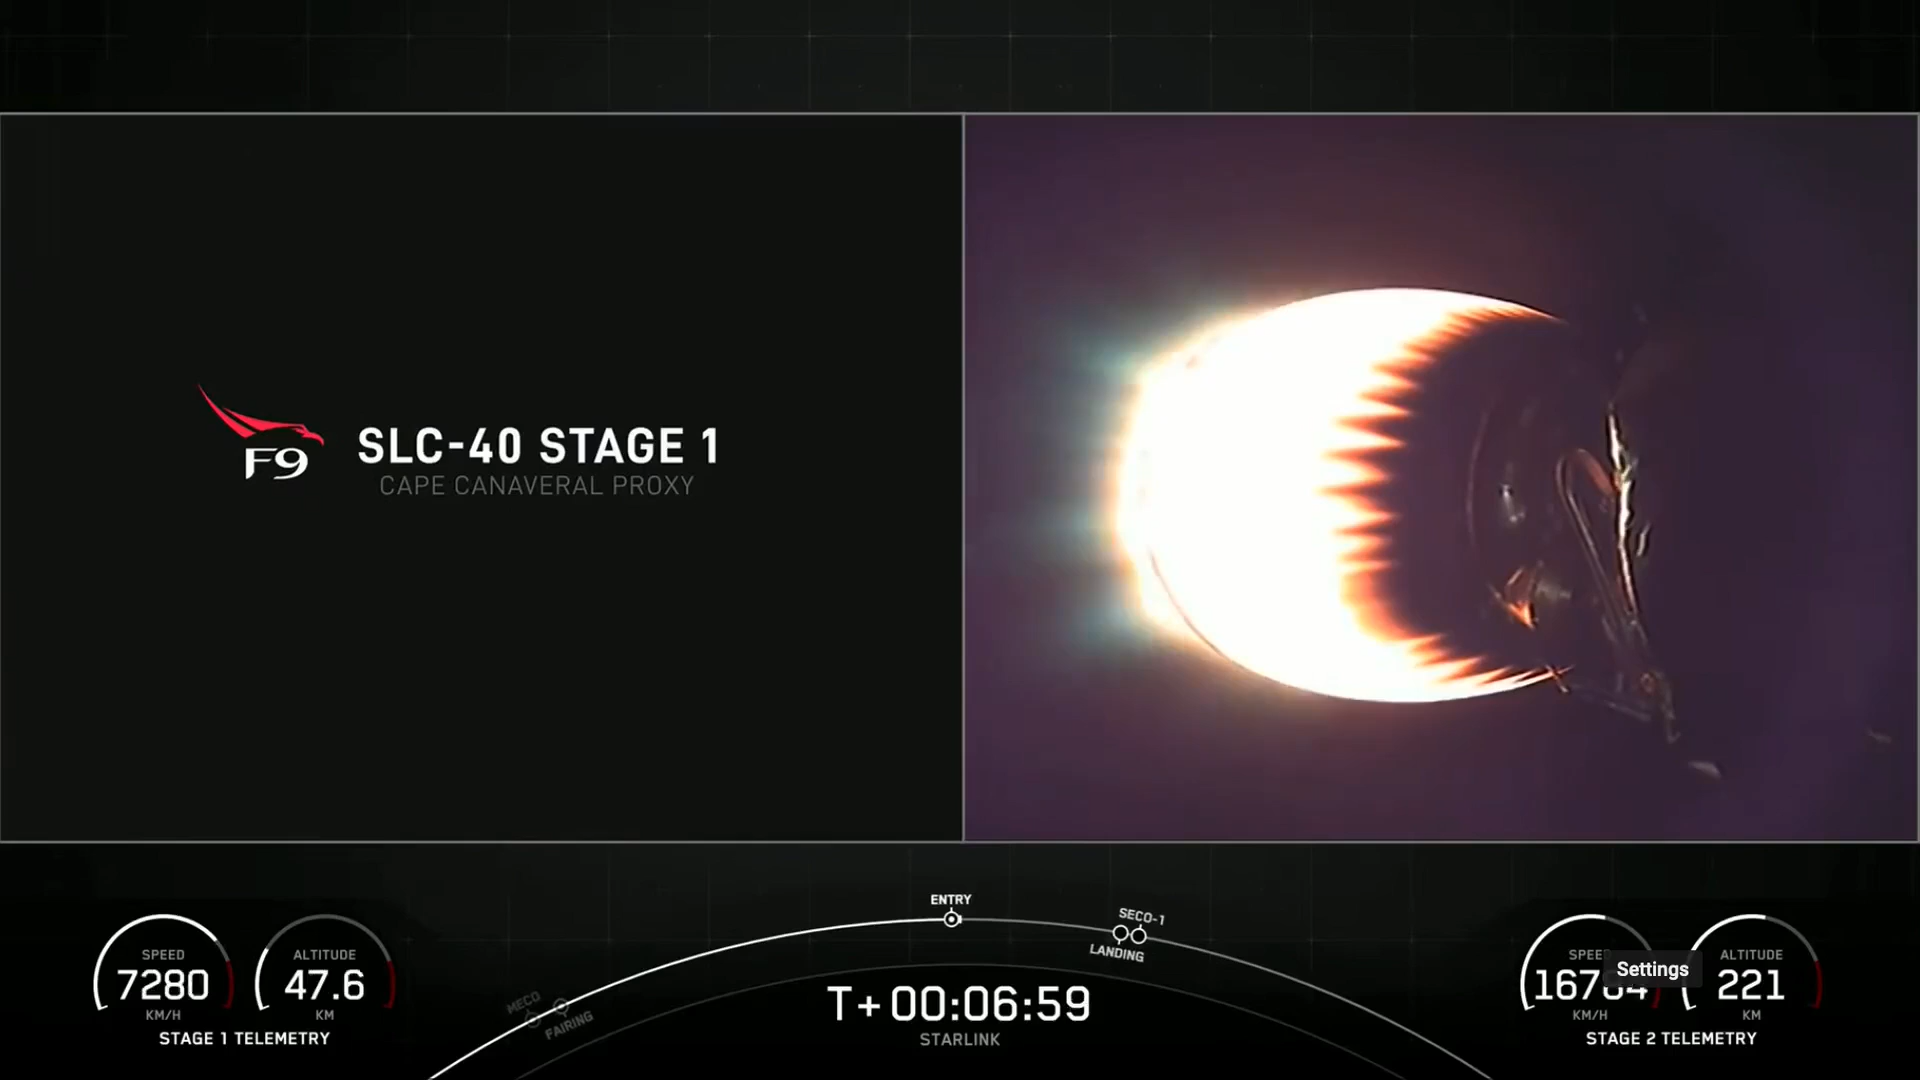 F9
SLC-40 STAGE 1
CAPE CANAVERAL PROXY
ENTRY
SECO-1
LANDING
MECO
FAIRING
SPEED
7280
KM/H
ALTITUDE
47.6
KM
STAGE 1 TELEMETRY
T+00:06:59
STARLINK
KM/H
Settings
ALTITUDE
221
KM
STAGE 2 TELEMETRY